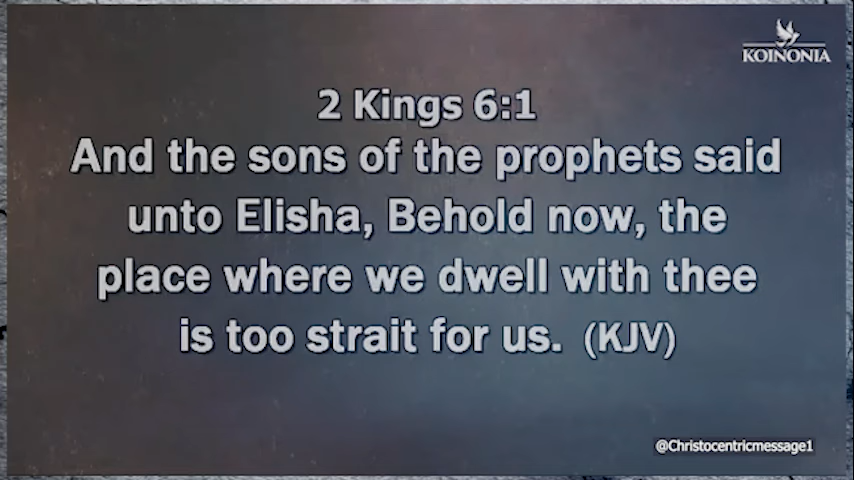 KOINONIA
2 Kings 6:1
And the sons of the prophets said
unto Elisha, Behold now, the
place where we dwell with thee
is too strait for us. (KJV)
@Christocentricmessage1